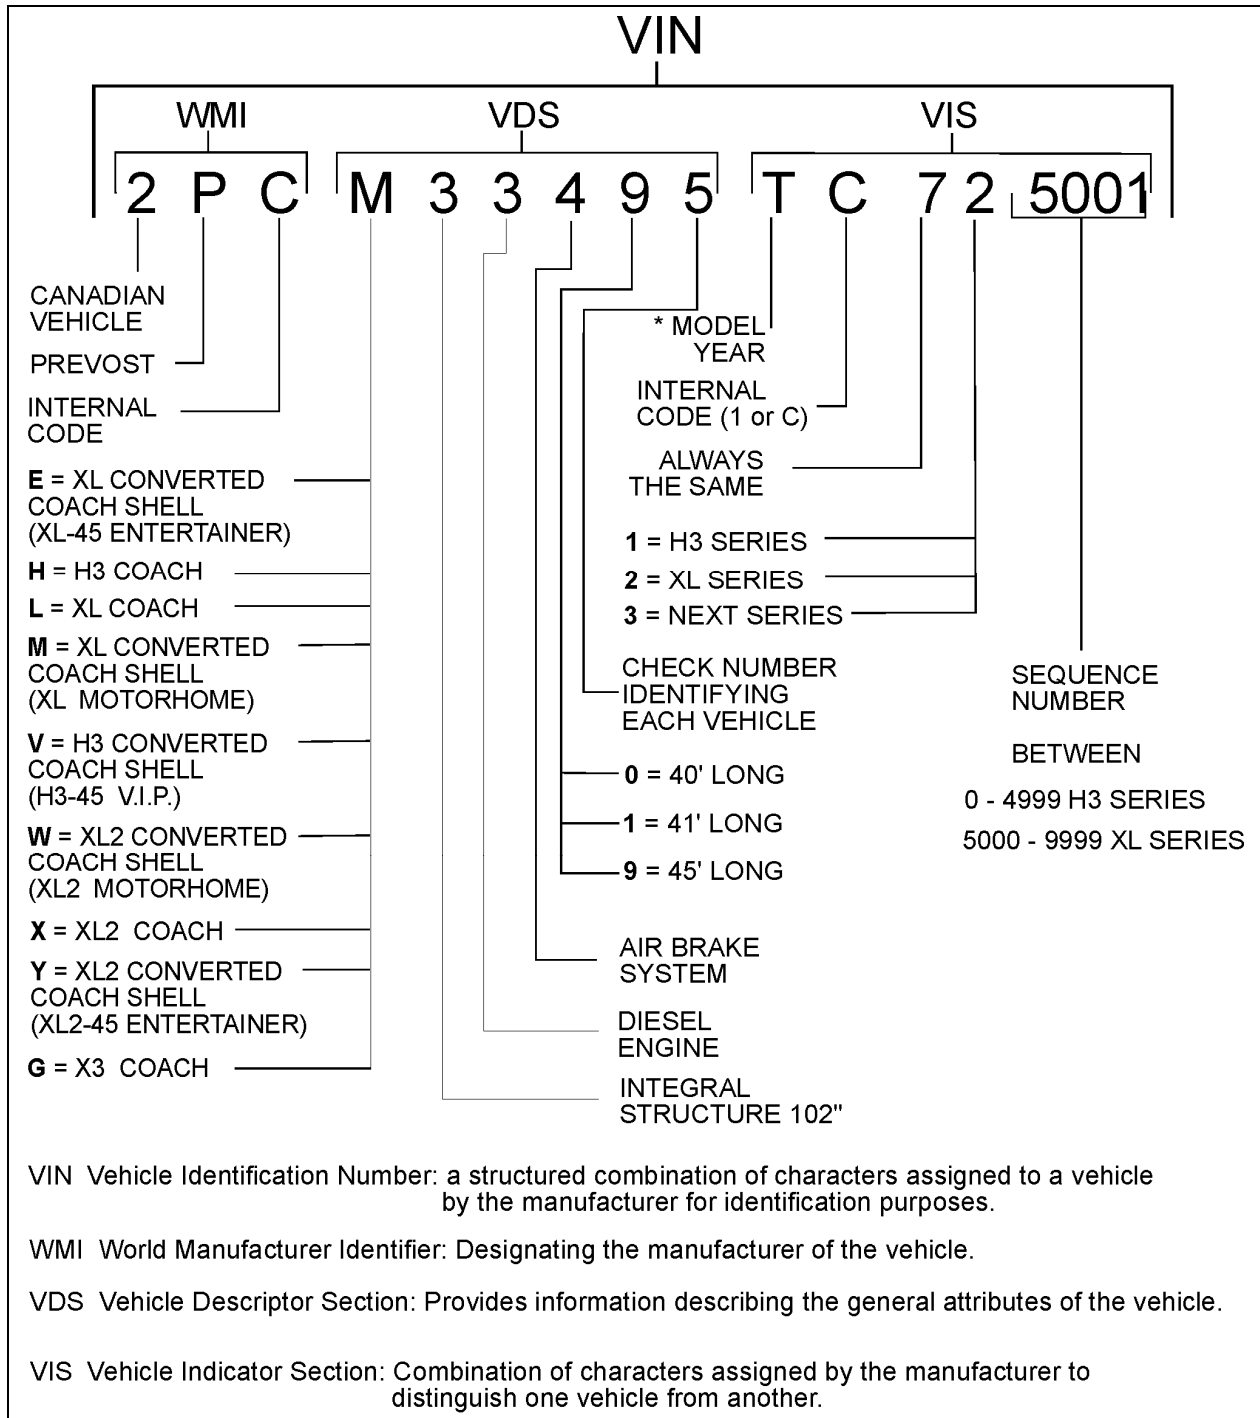 VIN
WMI VDS VIS
2 P C M 3 3 4 9 5 T C 7 2 5001
CANADIAN
VEHICLE
PREVOST
INTERNAL
CODE
E = XL CONVERTED
COACH SHELL
(XL-45 ENTERTAINER)
H = H3 COACH
L = XL COACH
M = XL CONVERTED
COACH SHELL
(XL MOTORHOME)
V = H3 CONVERTED
COACH SHELL
(H3-45 V.I.P.)
W = XL2 CONVERTED
COACH SHELL
(XL2 MOTORHOME)
X = XL2 COACH
Y = XL2 CONVERTED
COACH SHELL
(XL2-45 ENTERTAINER)
G = X3 COACH
* MODEL
YEAR
INTERNAL
CODE (1 or C)
ALWAYS
THE SAME
1 = H3 SERIES
2 = XL SERIES
3 = NEXT SERIES
CHECK NUMBER
IDENTIFYING
EACH VEHICLE
0 = 40' LONG
1 = 41' LONG
9 = 45' LONG
AIR BRAKE
SYSTEM
DIESEL
ENGINE
INTEGRAL
STRUCTURE 102"
SEQUENCE
NUMBER
BETWEEN
0 - 4999 H3 SERIES
5000 - 9999 XL SERIES
VIN Vehicle Identification Number: a structured combination of characters assigned to a vehicle
by the manufacturer for identification purposes.
WMI World Manufacturer Identifier: Designating the manufacturer of the vehicle.
VDS Vehicle Descriptor Section: Provides information describing the general attributes of the vehicle.
VIS Vehicle Indicator Section: Combination of characters assigned by the manufacturer to
distinguish one vehicle from another.